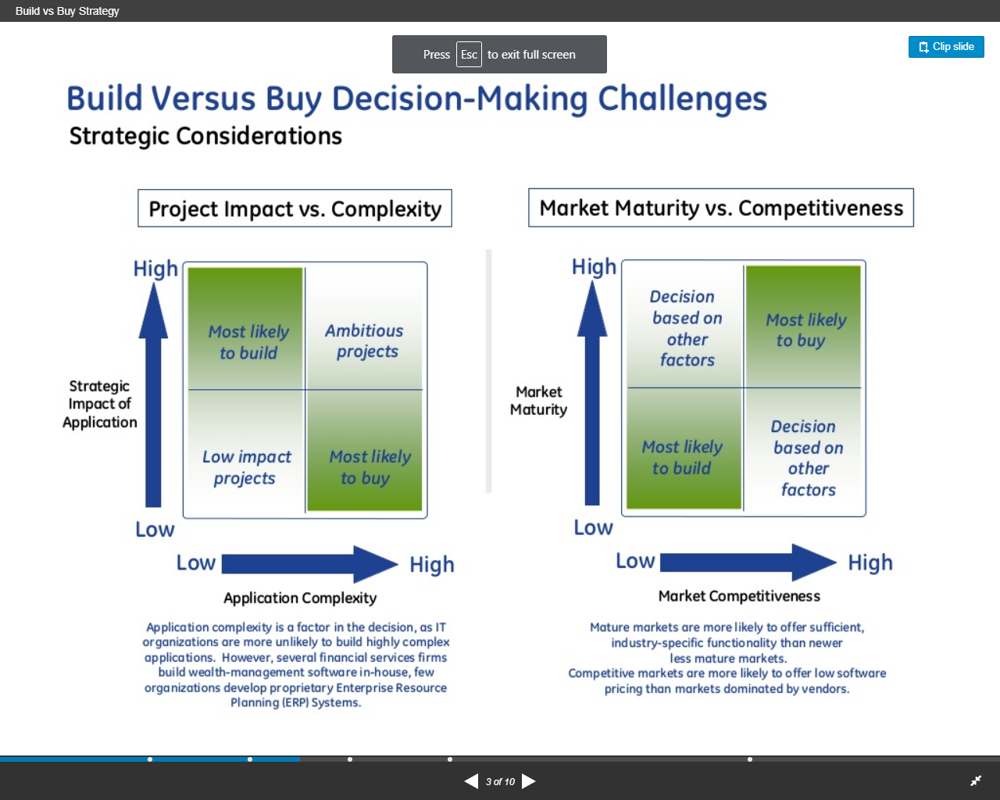 Build vs Buy Strategy
Press Esc to exit full screen
Clip slide
Build Versus Buy Decision-Making Challenges
Strategic Considerations
Project Impact vs. Complexity
High
Most likely
to build
Ambitious
projects
Strategic
Impact of
Application
Low impact
projects
Most likely
to buy
Low
Low
High
Application Complexity
Application complexity is a factor in the decision, as IT
organizations are more unlikely to build highly complex
applications. However, several financial services firms
build wealth-management software in-house, few
organizations develop proprietary Enterprise Resource
Planning (ERP) Systems.
Market Maturity vs. Competitiveness
High
Decision
based on
other
factors
Most likely
to buy
Market
Maturity
Most likely
to build
Decision
based on
other
factors
Low
Low
High
Market Competitiveness
Mature markets are more likely to offer sufficient,
industry-specific functionality than newer
less mature markets.
Competitive markets are more likely to offer low software
pricing than markets dominated by vendors.
3 of 10